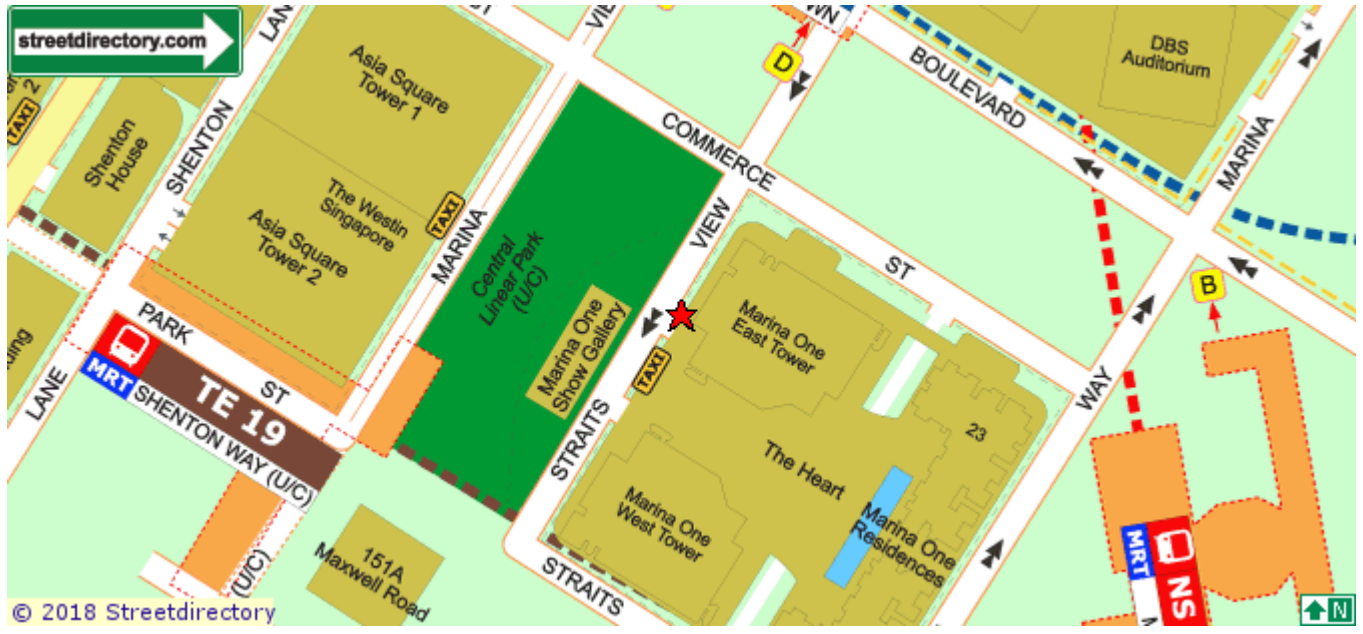 streetdirectory.com
LANE
ST
VIEW
WN
D
DBS
Auditorium
BOULEVARD
MARINA
2
TAXI
Shenton
House
SHENTON
Asia Square
Tower 1
The Westin
Singapore
Asia Square
Tower 2
TAXI
MARINA
COMMERCE
ST
VIEW
Central
Linear Park
(U/C)
Marina One
Show Gallery
Marina One
East Tower
TAXI
STRAITS
B
WAY
PARK
ST
MRT
TE 19
SHENTON WAY (U/C)
LANE
23
The Heart
Marina One
West Tower
Marina One
Residences
151A
Maxwell Road
(U/C)
STRAITS
MRT
NS
© 2018 Streetdirectory
N